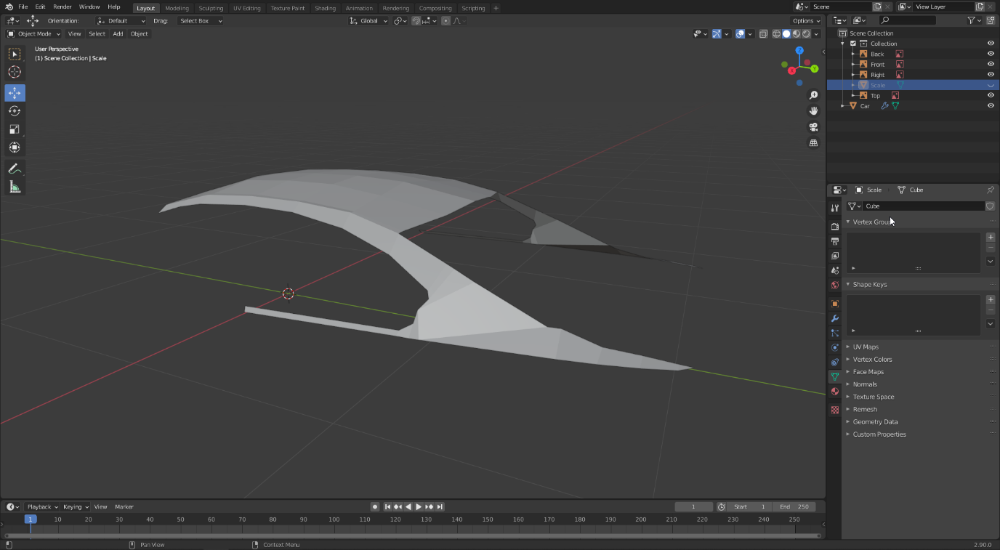 File Edit Render Window Help Layout Modeling Sculpting UV Editing Texture Paint Shading Animation Rendering Compositing Scripting + Scene View Layer
Orientation: Default Drag: Select Box Global Options
Object Mode View Select Add Object
User Perspective
(1) Scene Collection | Scale
Z
Y
X
Scene Collection
Collection
Back
Front
Right
Scale
Top
Car
Scale Cube
Cube
Vertex Group
Shape Keys
UV Maps
Vertex Colors
Face Maps
Normals
Texture Space
Remesh
Geometry Data
Custom Properties
Playback Keying View Marker 1 Start 1 End 250
1 10 20 30 40 50 60 70 80 90 100 110 120 130 140 150 160 170 180 190 200 210 220 230 240 250
Pan View Context Menu 2.90.0